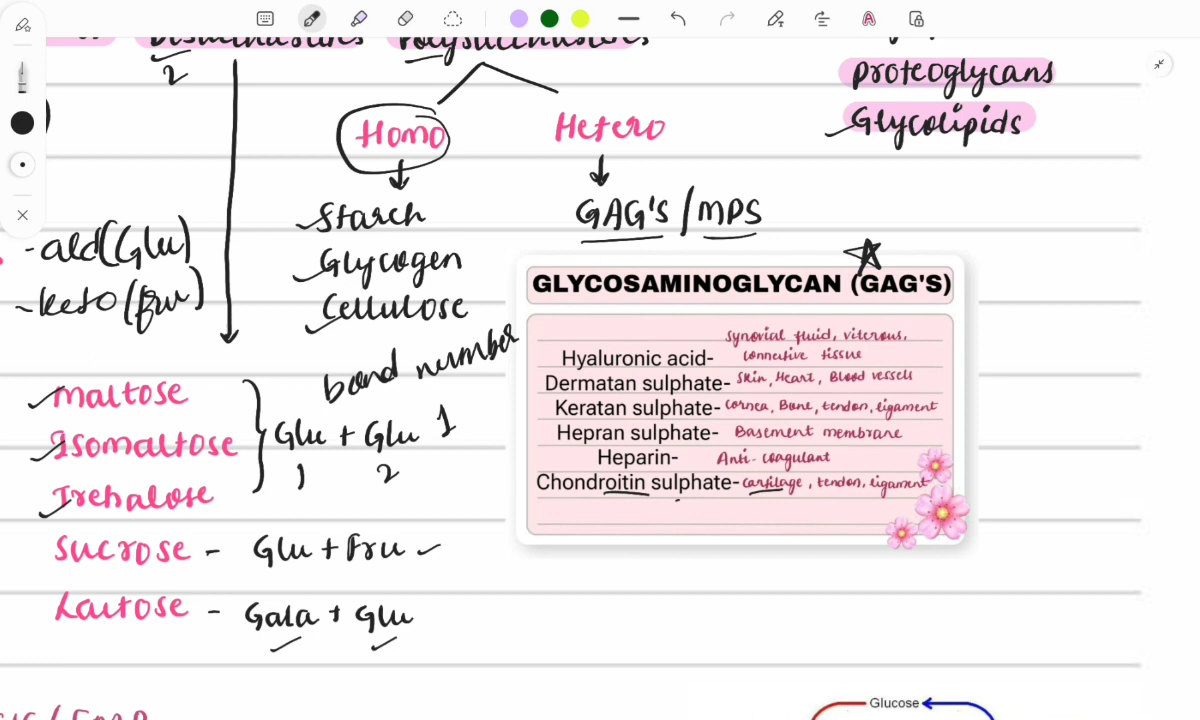 Disaccharides Polysaccharides
2
proteoglycans
Glycolipids
Homo
Hetero
Starch
Glycogen
Cellulose
GAG'S / MPS
- ald(Glu)
- keto (fru)
GLYCOSAMINOGLYCAN (GAG'S)
Hyaluronic acid- synovial fluid, viterous, connective tissue
Dermatan sulphate- Skin, Heart, Blood vessels
Keratan sulphate- Cornea, Bone, tendon, ligament
Hepran sulphate- Basement membrane
Heparin- Anti-coagulant
Chondroitin sulphate- cartilage, tendon, ligament
bond number
Maltose
Isomaltose
Trehalose
Glu + Glu 1
1 2
Sucrose - Glu + Fru
Lactose - Gala + Glu
Glucose